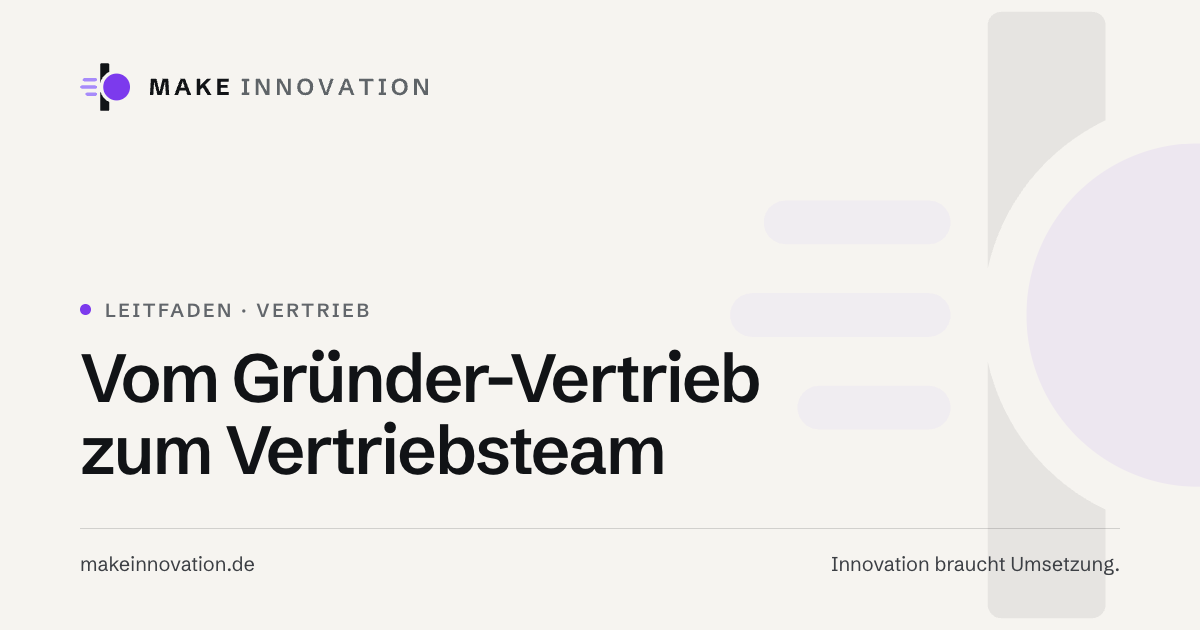 MAKE INNOVATION
LEITFADEN · VERTRIEB
Vom Gründer-Vertrieb
zum Vertriebsteam
makeinnovation.de
Innovation braucht Umsetzung.